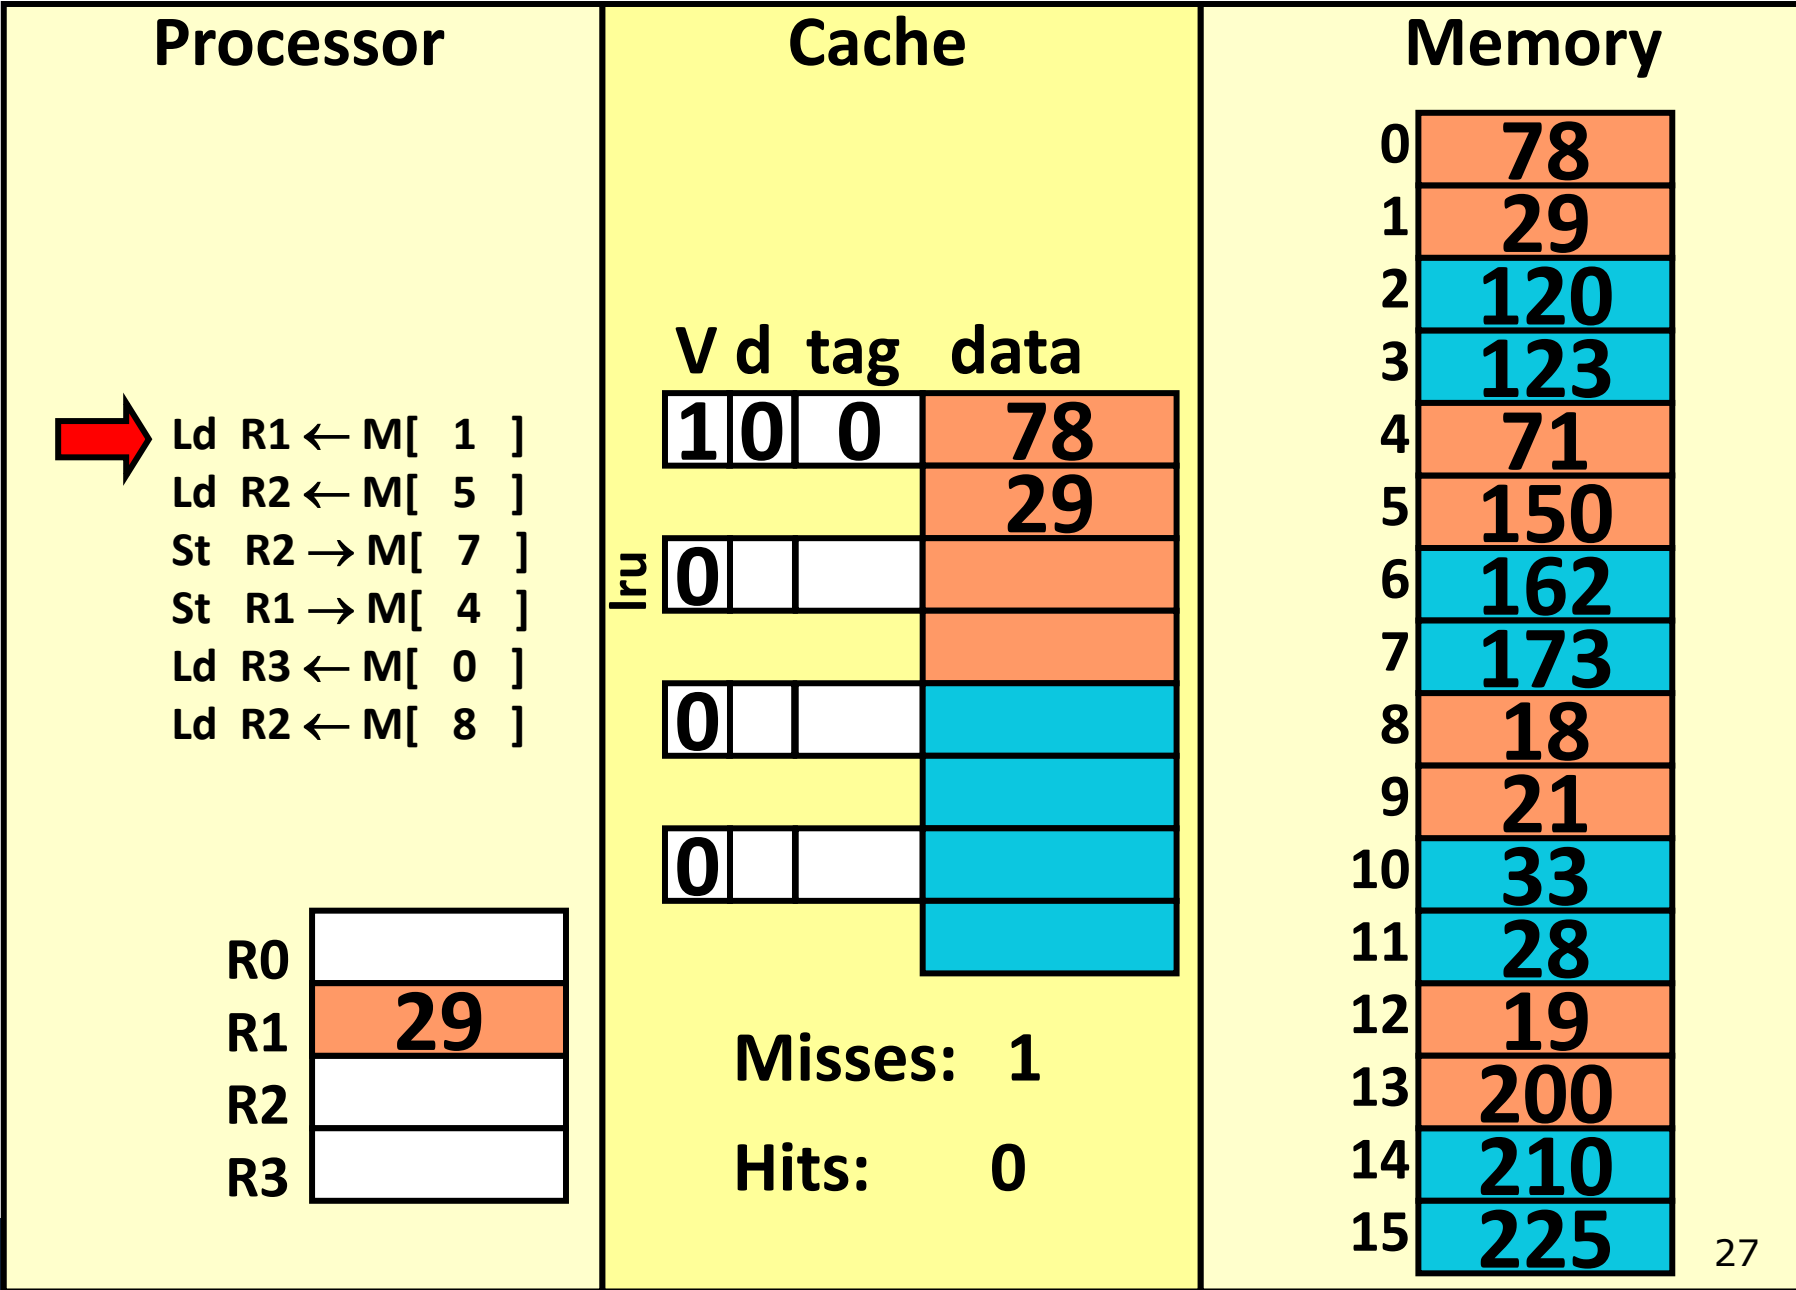 Processor
Cache
Memory
Ld R1 ← M[ 1 ]
Ld R2 ← M[ 5 ]
St R2 → M[ 7 ]
St R1 → M[ 4 ]
Ld R3 ← M[ 0 ]
Ld R2 ← M[ 8 ]
R0
R1 29
R2
R3
V d tag data
1 0 0 78
29
lru
0
0
0
Misses: 1
Hits: 0
0 78
1 29
2 120
3 123
4 71
5 150
6 162
7 173
8 18
9 21
10 33
11 28
12 19
13 200
14 210
15 225
27